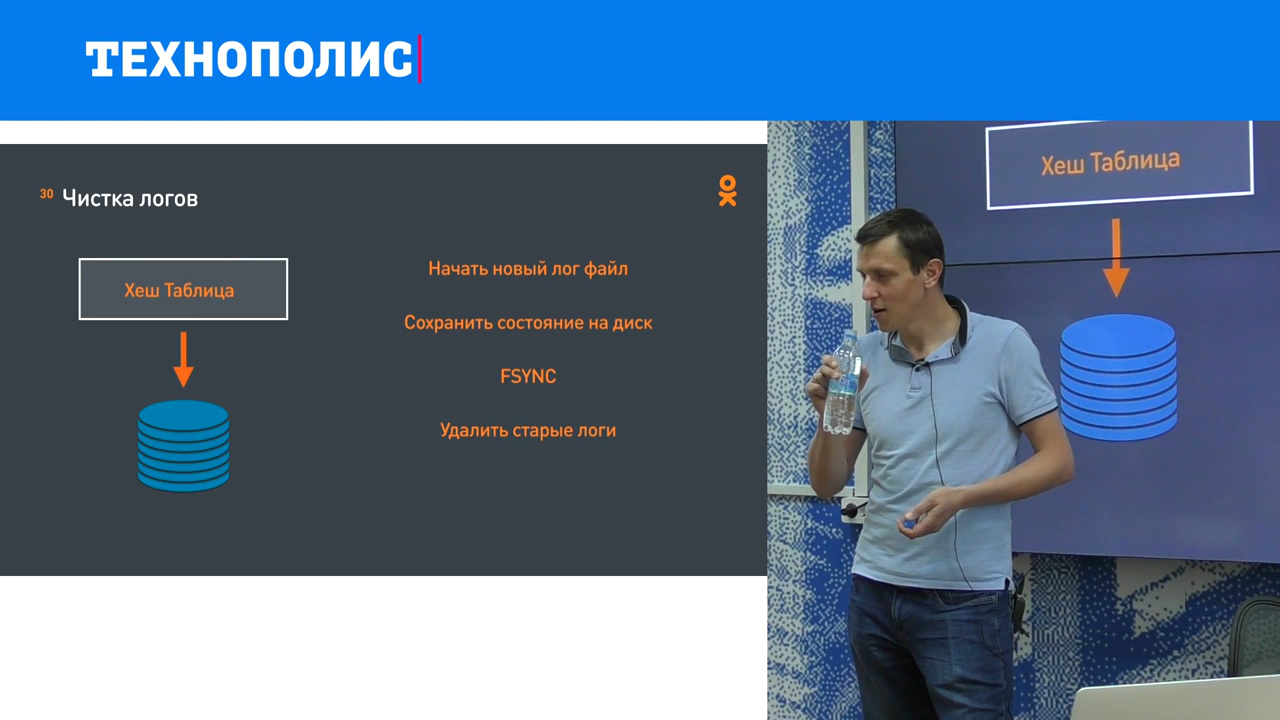 ТЕХНОПОЛИС
30 Чистка логов
Хеш Таблица
Начать новый лог файл
Сохранить состояние на диск
FSYNC
Удалить старые логи
Хеш Таблица